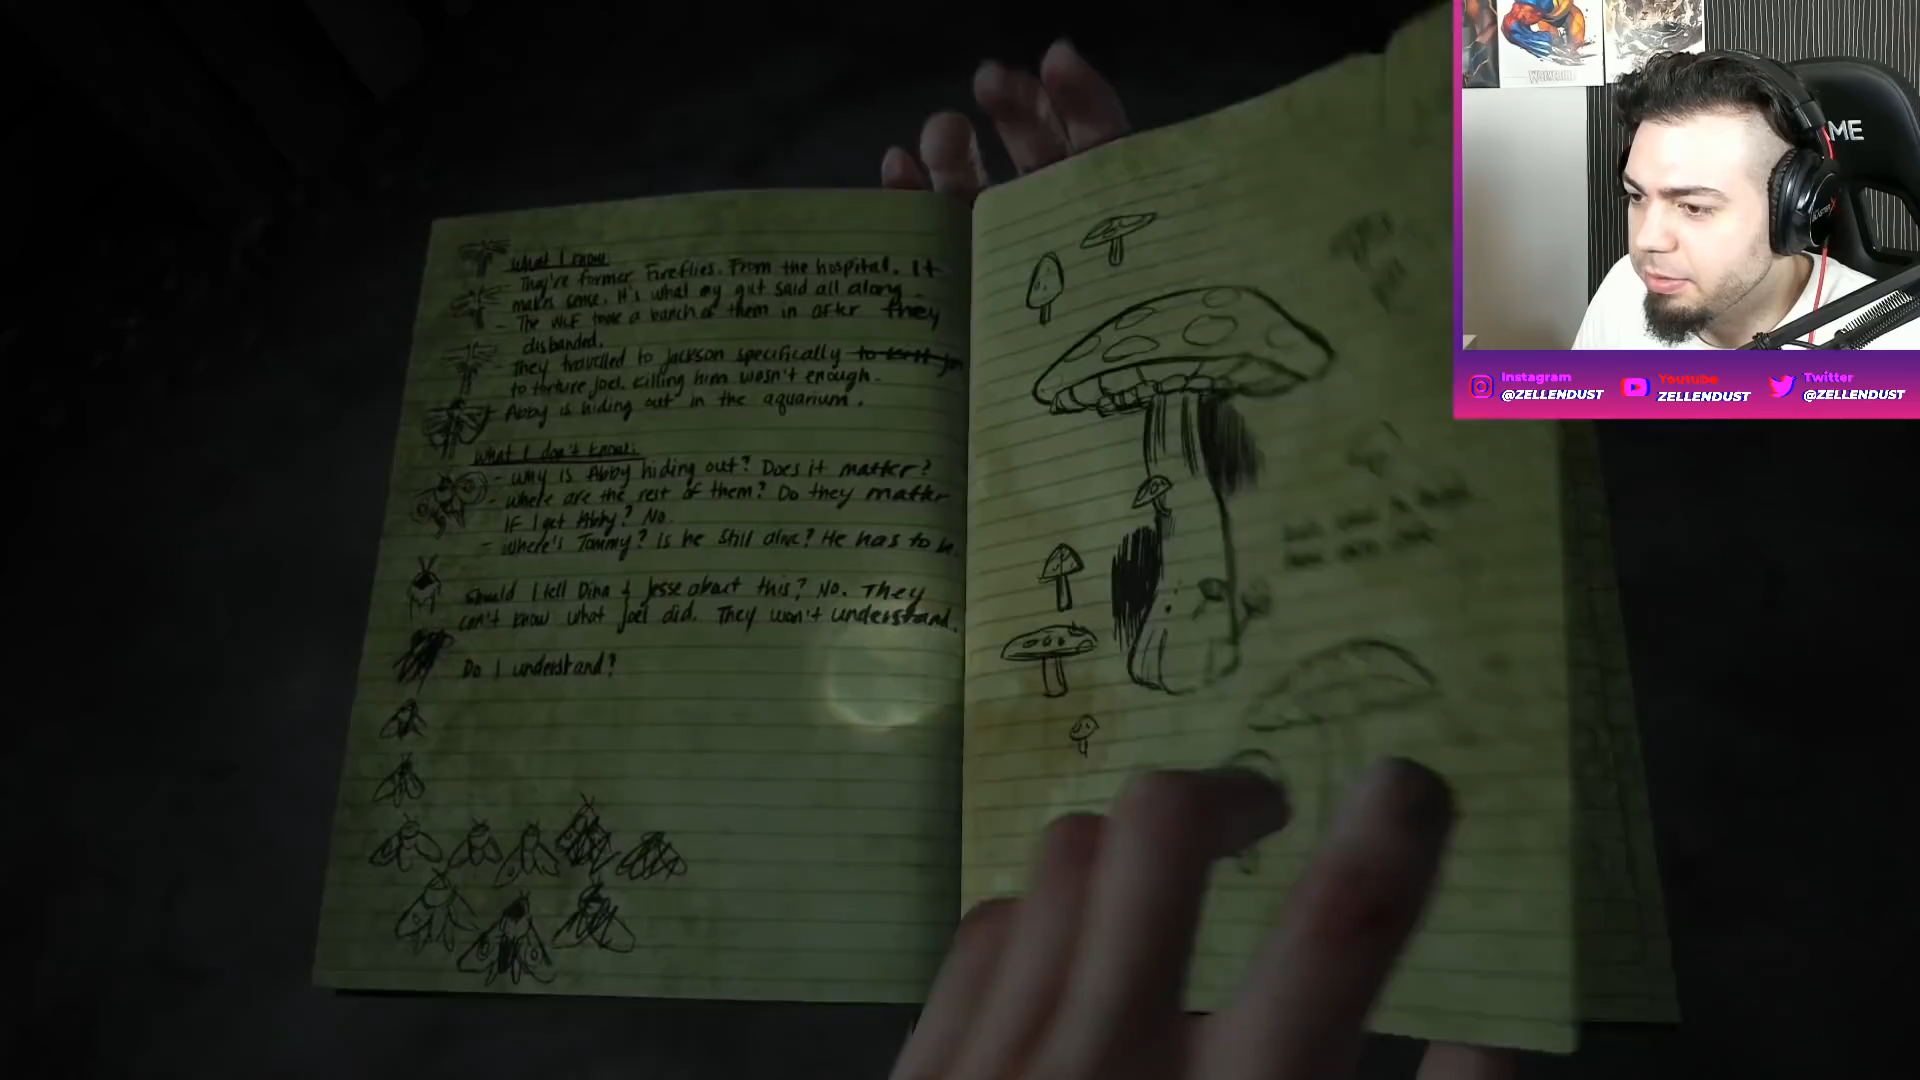 What I know:
- They're former Fireflies. From the hospital. It
makes sense. It's what my gut said all along.
- The WLF took a bunch of them in after they
disbanded.
- They travelled to Jackson specifically
to torture Joel. Killing him wasn't enough.
- Abby is hiding out in the aquarium.
What I don't know:
- Why is Abby hiding out? Does it matter?
- Where are the rest of them? Do they matter
if I get Abby? No.
- Where's Tommy? Is he still alive? He has to be.
Should I tell Dina & Jesse about this? No. They
can't know what Joel did. They won't understand.
Do I understand?
WOLVERINE
ME
Instagram
@ZELLENDUST
Youtube
ZELLENDUST
Twitter
@ZELLENDUST